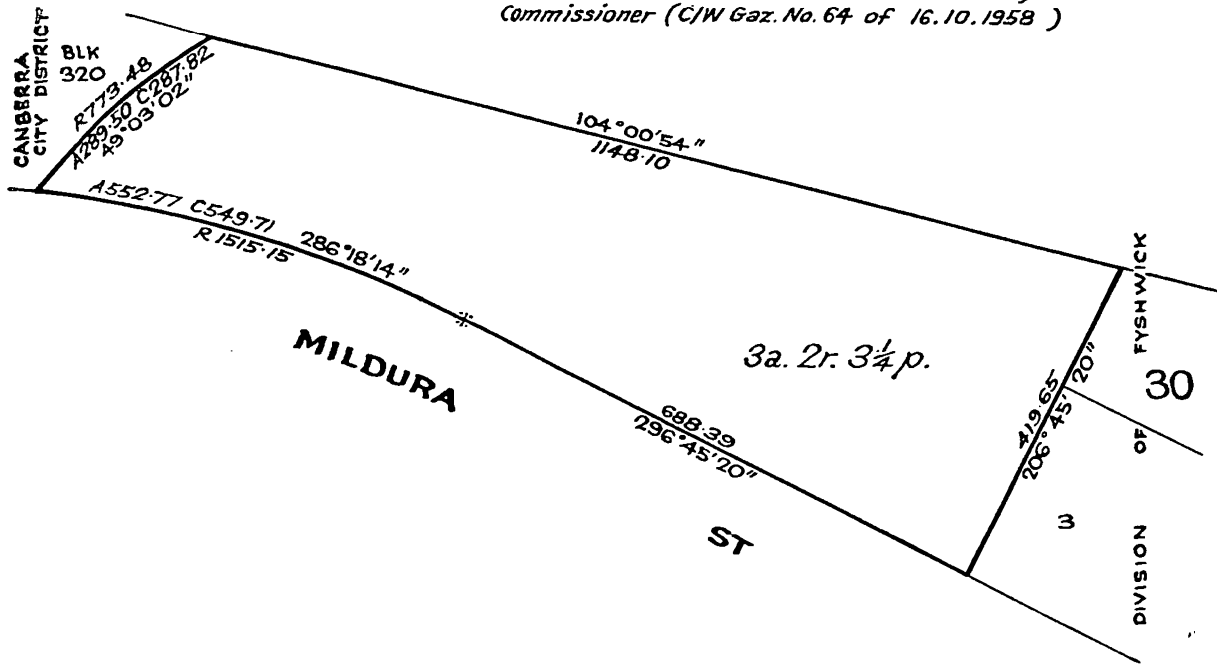 Commissioner (C/W Gaz. No. 64 of 16.10.1958 )
CANBERRA
CITY DISTRICT
BLK
320
R773·48
A289·50 C287·82
49°03'02"
104°00'54"
1148·10
A552·77 C549·71 286°18'14"
R1515·15
MILDURA
ST
3a. 2r. 3¼p.
688·39
296°45'20"
419·65
206°45'20"
30
3
DIVISION OF FYSHWICK